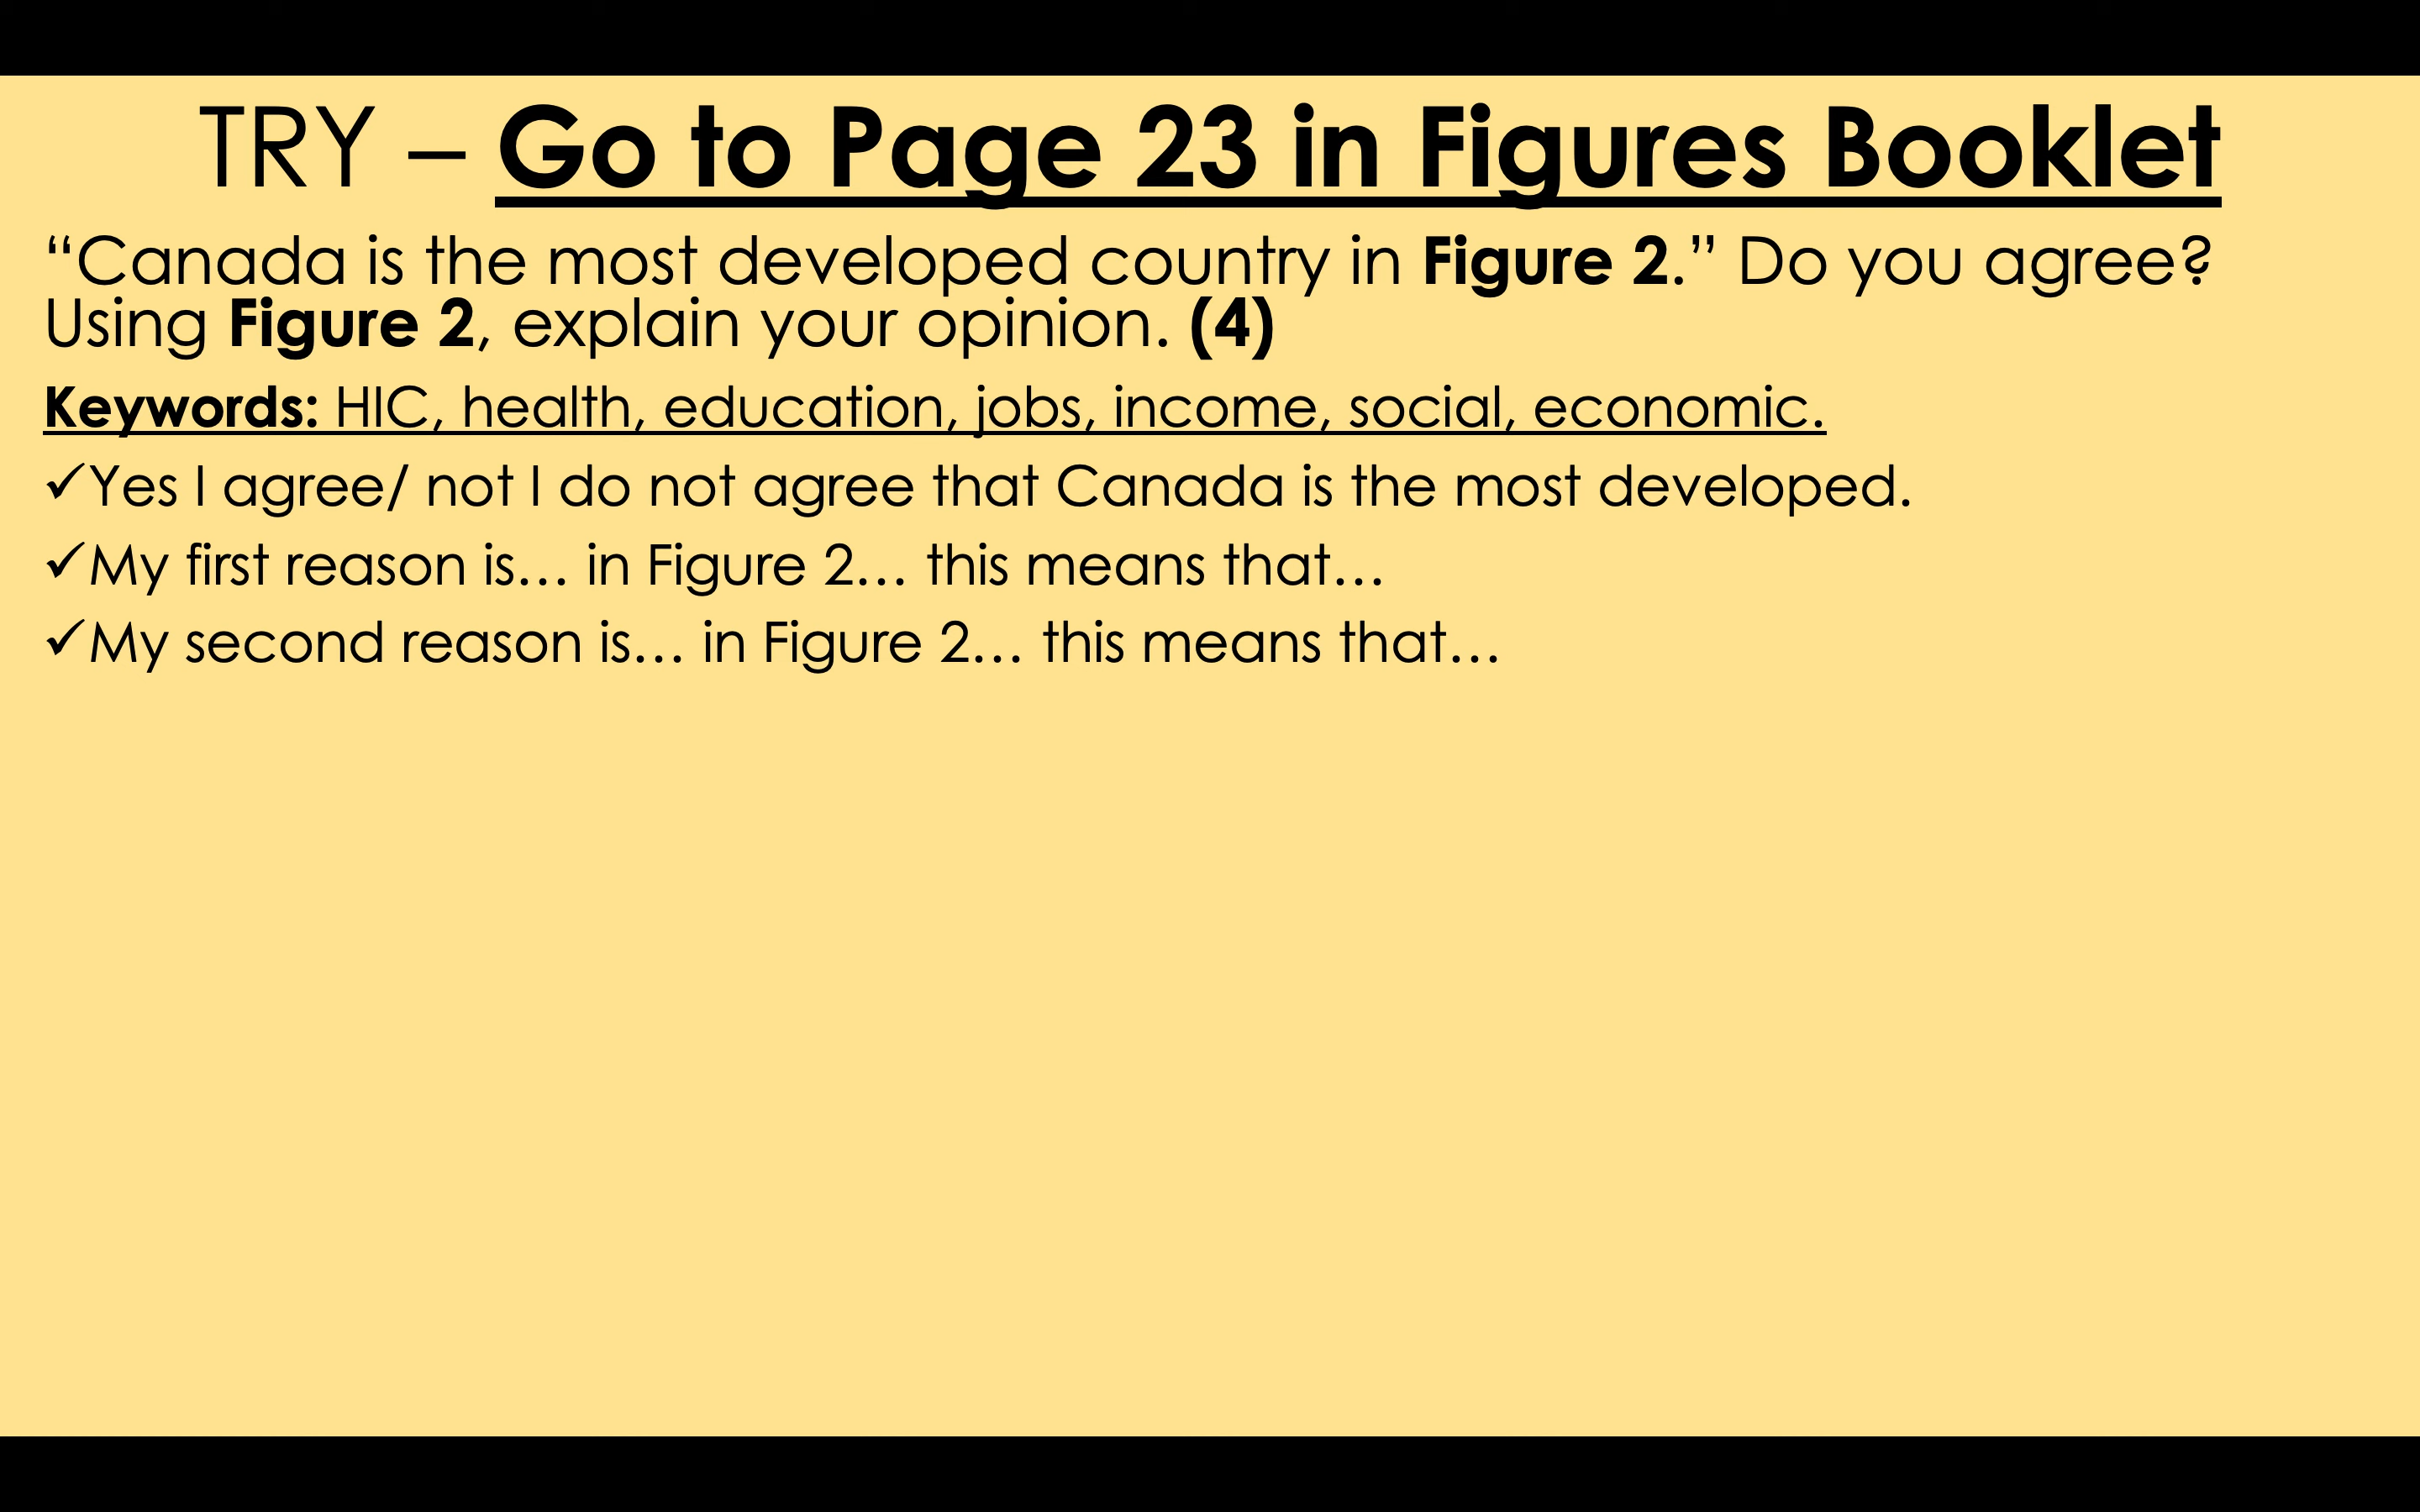 TRY – Go to Page 23 in Figures Booklet
“Canada is the most developed country in Figure 2.” Do you agree?
Using Figure 2, explain your opinion. (4)
Keywords: HIC, health, education, jobs, income, social, economic.
✓Yes I agree/ not I do not agree that Canada is the most developed.
✓My first reason is… in Figure 2… this means that…
✓My second reason is… in Figure 2… this means that…